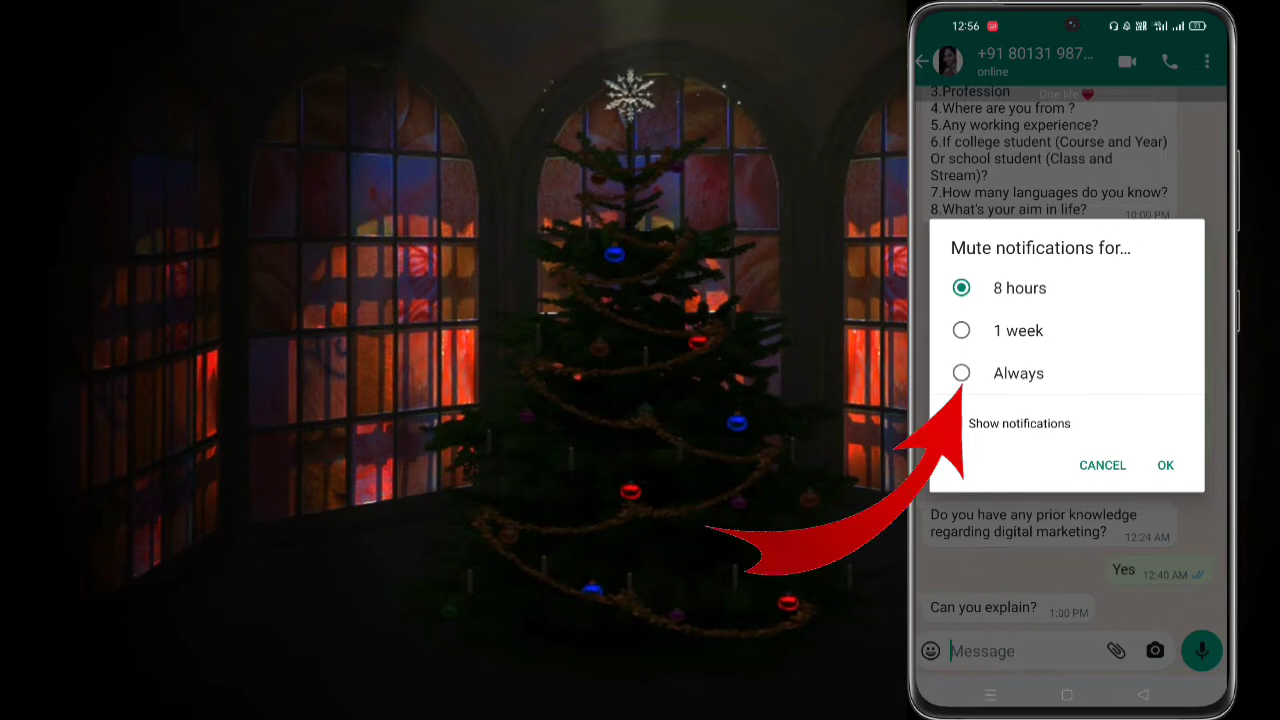 12:56
+91 80131 987...
online
3.Profession
One life ❤
4.Where are you from ?
5.Any working experience?
6.If college student (Course and Year)
Or school student (Class and
Stream)?
7.How many languages do you know?
8.What's your aim in life?
10:00 PM
Mute notifications for...
8 hours
1 week
Always
Show notifications
CANCEL OK
Do you have any prior knowledge
regarding digital marketing?
12:24 AM
Yes 12:40 AM
Can you explain? 1:00 PM
Message